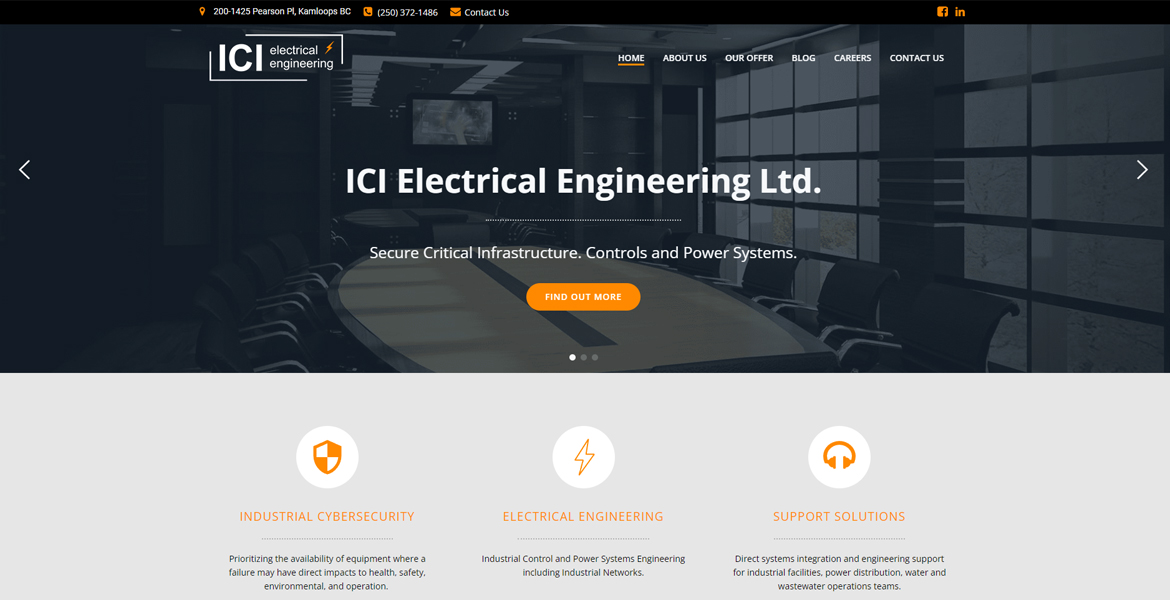 200-1425 Pearson Pl, Kamloops BC (250) 372-1486 Contact Us
ICI electrical engineering
HOME ABOUT US OUR OFFER BLOG CAREERS CONTACT US
ICI Electrical Engineering Ltd.
Secure Critical Infrastructure. Controls and Power Systems.
FIND OUT MORE
INDUSTRIAL CYBERSECURITY
Prioritizing the availability of equipment where a
failure may have direct impacts to health, safety,
environmental, and operation.
ELECTRICAL ENGINEERING
Industrial Control and Power Systems Engineering
including Industrial Networks.
SUPPORT SOLUTIONS
Direct systems integration and engineering support
for industrial facilities, power distribution, water and
wastewater operations teams.